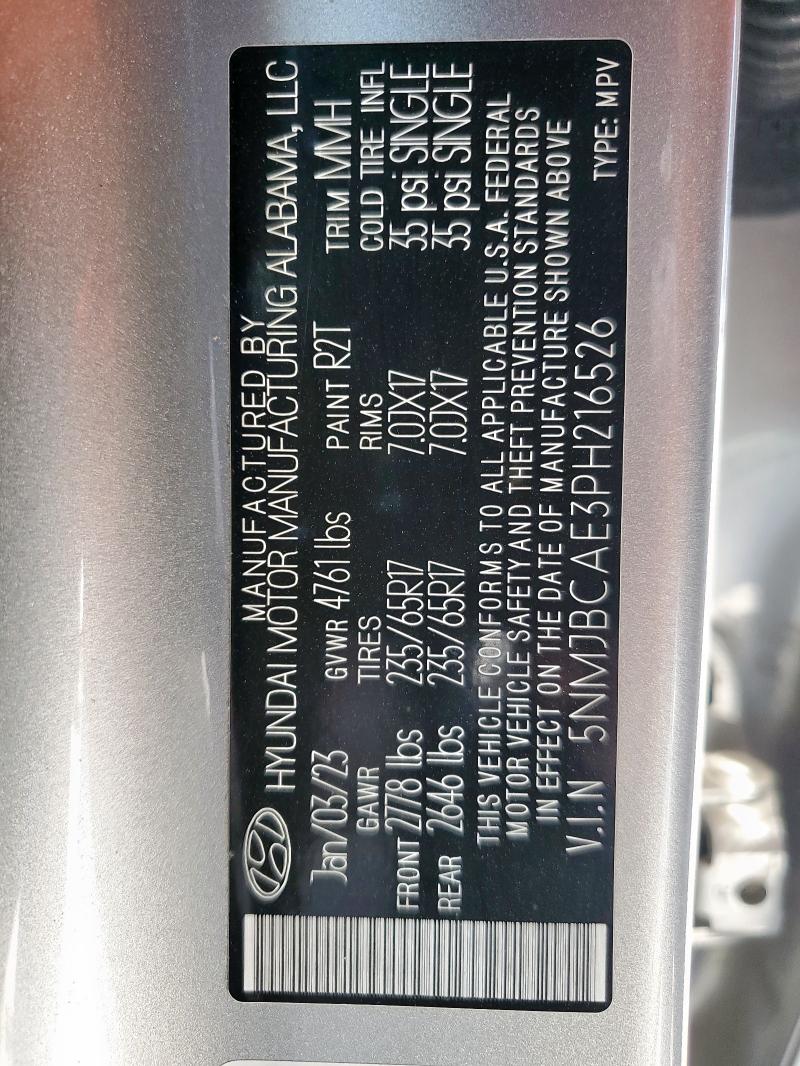 MANUFACTURED BY
HYUNDAI MOTOR MANUFACTURING ALABAMA, LLC
Jan/03/23 GVWR 4761 lbs PAINT R2T TRIM MMH
GAWR TIRES RIMS COLD TIRE INFL
FRONT 2778 lbs 235/65R17 7.0JX17 35 psi SINGLE
REAR 2646 lbs 235/65R17 7.0JX17 35 psi SINGLE
THIS VEHICLE CONFORMS TO ALL APPLICABLE U.S.A. FEDERAL
MOTOR VEHICLE SAFETY AND THEFT PREVENTION STANDARDS
IN EFFECT ON THE DATE OF MANUFACTURE SHOWN ABOVE
V.I.N 5NMJBCAE3PH216526 TYPE: MPV